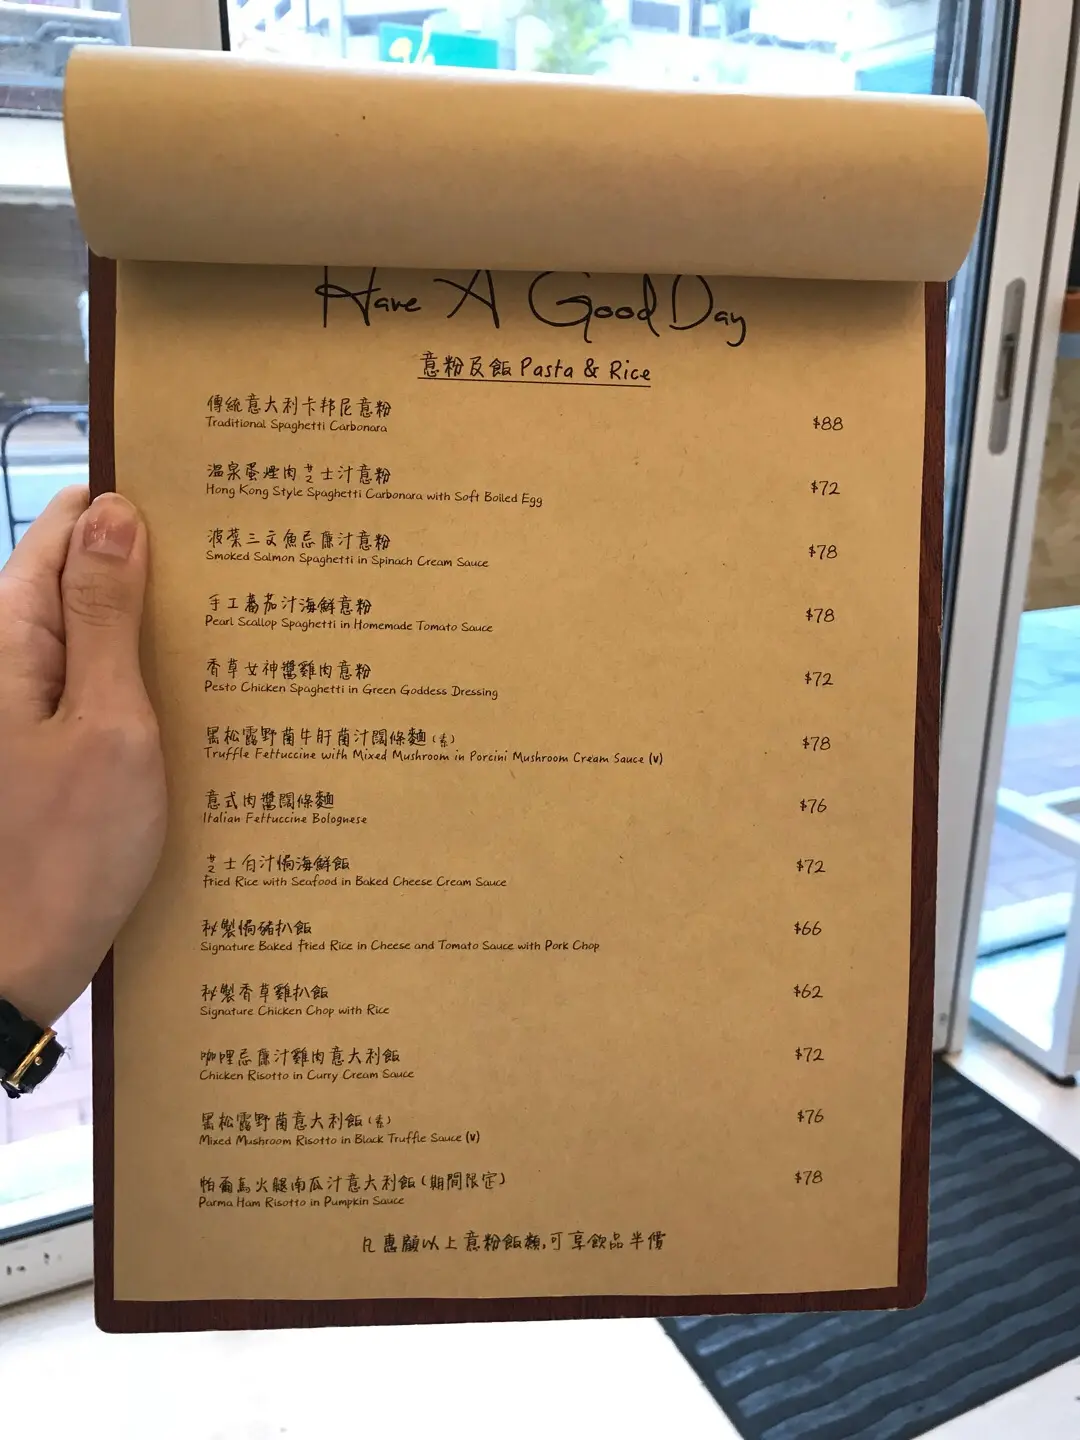 Have A Good Day
意粉及飯 Pasta & Rice
傳統意大利卡邦尼意粉
Traditional Spaghetti Carbonara
$88
溫泉蛋煙肉芝士汁意粉
Hong Kong Style Spaghetti Carbonara with Soft Boiled Egg
$72
菠菜三文魚忌廉汁意粉
Smoked Salmon Spaghetti in Spinach Cream Sauce
$78
手工蕃茄汁海鮮意粉
Pearl Scallop Spaghetti in Homemade Tomato Sauce
$78
香草女神醬雞肉意粉
Pesto Chicken Spaghetti in Green Goddess Dressing
$72
黑松露野菌牛肝菌汁闊條麵 (素)
Truffle Fettuccine with Mixed Mushroom in Porcini Mushroom Cream Sauce (V)
$78
意式肉醬闊條麵
Italian Fettuccine Bolognese
$76
芝士白汁焗海鮮飯
Fried Rice with Seafood in Baked Cheese Cream Sauce
$72
秘製焗豬扒飯
Signature Baked Fried Rice in Cheese and Tomato Sauce with Pork Chop
$66
秘製香草雞扒飯
Signature Chicken Chop with Rice
$62
咖哩忌廉汁雞肉意大利飯
Chicken Risotto in Curry Cream Sauce
$72
黑松露野菌意大利飯 (素)
Mixed Mushroom Risotto in Black Truffle Sauce (V)
$76
帕爾馬火腿南瓜汁意大利飯 (期間限定)
Parma Ham Risotto in Pumpkin Sauce
$78
凡惠顧以上意粉飯類,可享飲品半價